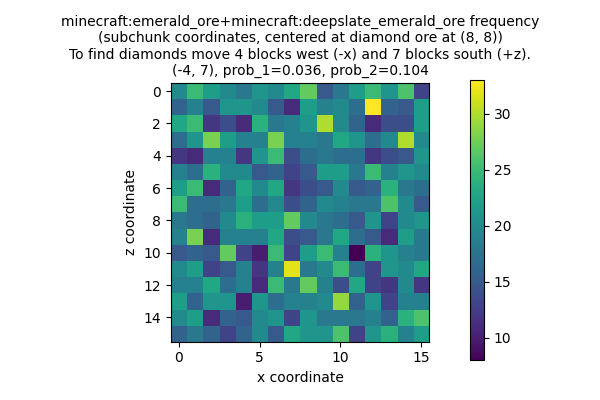 minecraft:emerald_ore+minecraft:deepslate_emerald_ore frequency
(subchunk coordinates, centered at diamond ore at (8, 8))
To find diamonds move 4 blocks west (-x) and 7 blocks south (+z).
(-4, 7), prob_1=0.036, prob_2=0.104
0
2
4
6
8
10
12
14
z coordinate
0
5
10
15
x coordinate
30
25
20
15
10